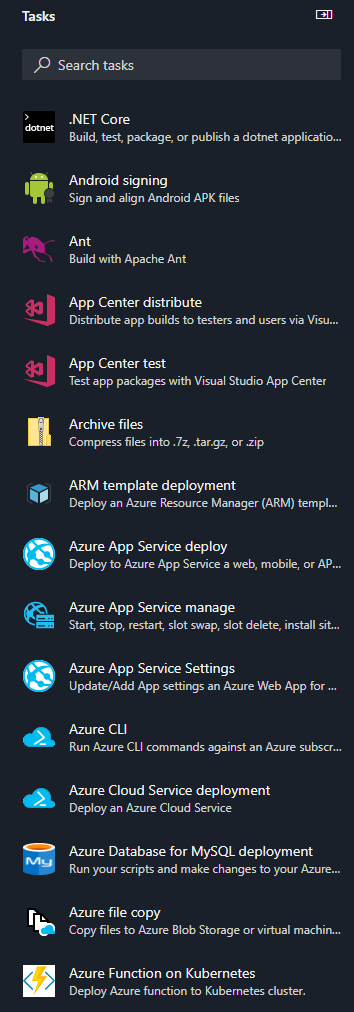 Tasks
Search tasks
dotnet
.NET Core
Build, test, package, or publish a dotnet applicatio...
Android signing
Sign and align Android APK files
Ant
Build with Apache Ant
App Center distribute
Distribute app builds to testers and users via Visu...
App Center test
Test app packages with Visual Studio App Center
Archive files
Compress files into .7z, .tar.gz, or .zip
ARM template deployment
Deploy an Azure Resource Manager (ARM) templ...
Azure App Service deploy
Deploy to Azure App Service a web, mobile, or AP...
Azure App Service manage
Start, stop, restart, slot swap, slot delete, install sit...
Azure App Service Settings
Update/Add App settings an Azure Web App for ...
Azure CLI
Run Azure CLI commands against an Azure subscr...
Azure Cloud Service deployment
Deploy an Azure Cloud Service
My
Azure Database for MySQL deployment
Run your scripts and make changes to your Azure...
Azure file copy
Copy files to Azure Blob Storage or virtual machin...
Azure Function on Kubernetes
Deploy Azure function to Kubernetes cluster.